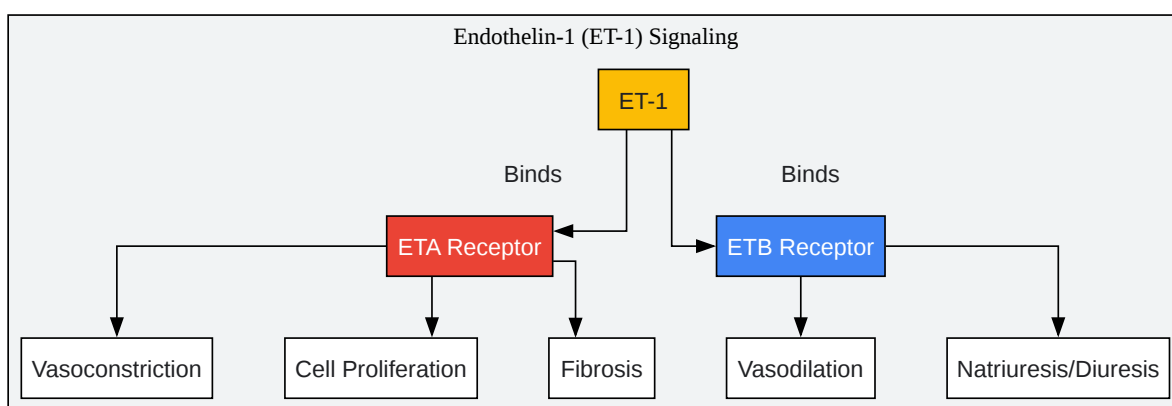 Endothelin-1 (ET-1) Signaling
ET-1
Binds
Binds
ETA Receptor
ETB Receptor
Vasoconstriction
Cell Proliferation
Fibrosis
Vasodilation
Natriuresis/Diuresis